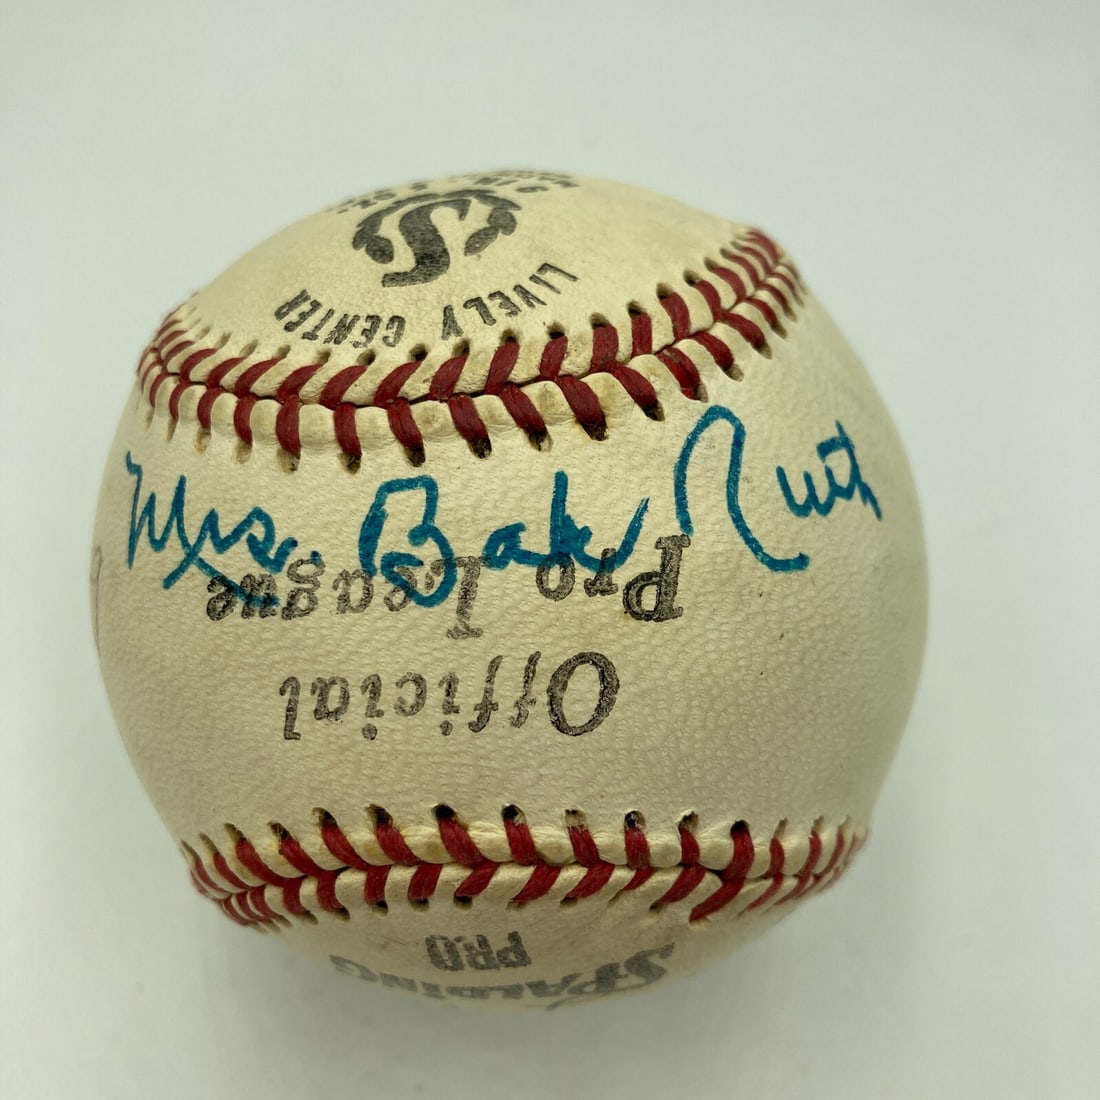 LIVELY CENTER
Mrs. Babe Ruth
Official
Pro League
SPALDING
PRO